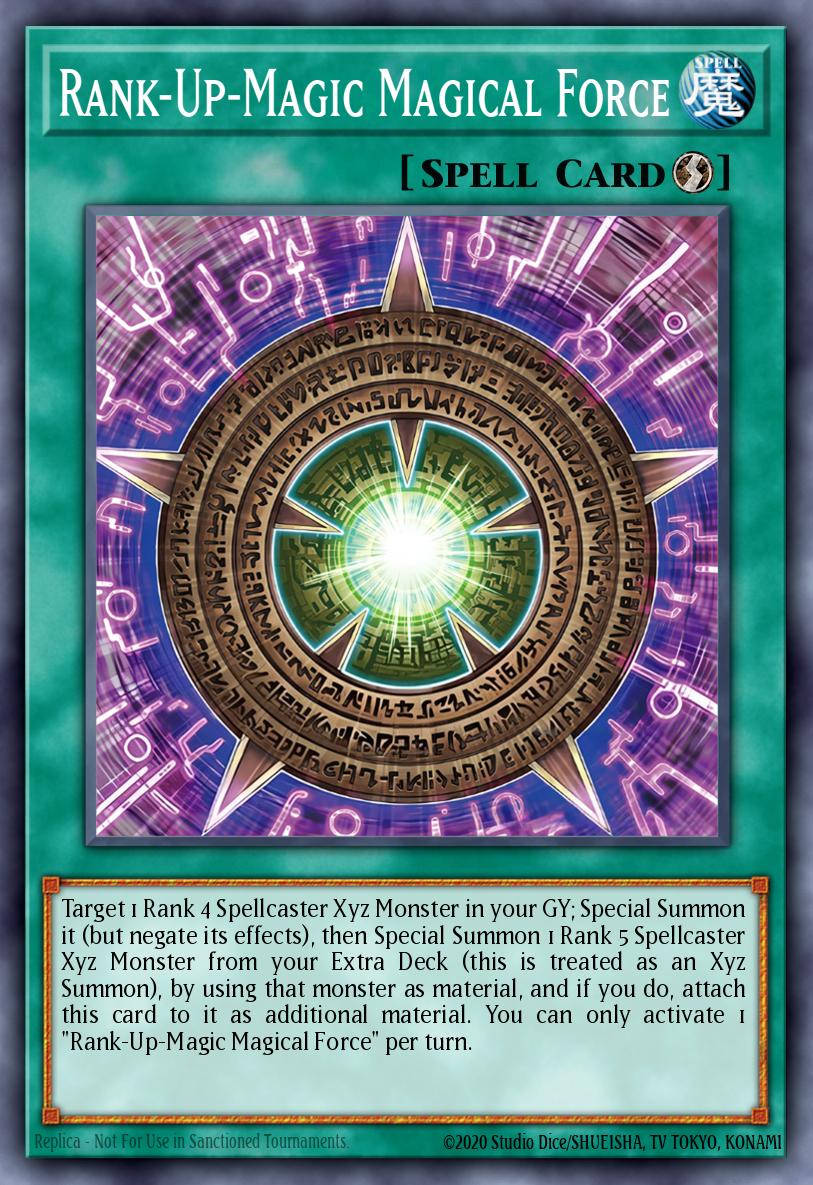 Rank-Up-Magic Magical Force
SPELL
魔
[Spell Card]
Target 1 Rank 4 Spellcaster Xyz Monster in your GY; Special Summon
it (but negate its effects), then Special Summon 1 Rank 5 Spellcaster
Xyz Monster from your Extra Deck (this is treated as an Xyz
Summon), by using that monster as material, and if you do, attach
this card to it as additional material. You can only activate 1
"Rank-Up-Magic Magical Force" per turn.
Replica - Not For Use in Sanctioned Tournaments.
©2020 Studio Dice/SHUEISHA, TV TOKYO, KONAMI